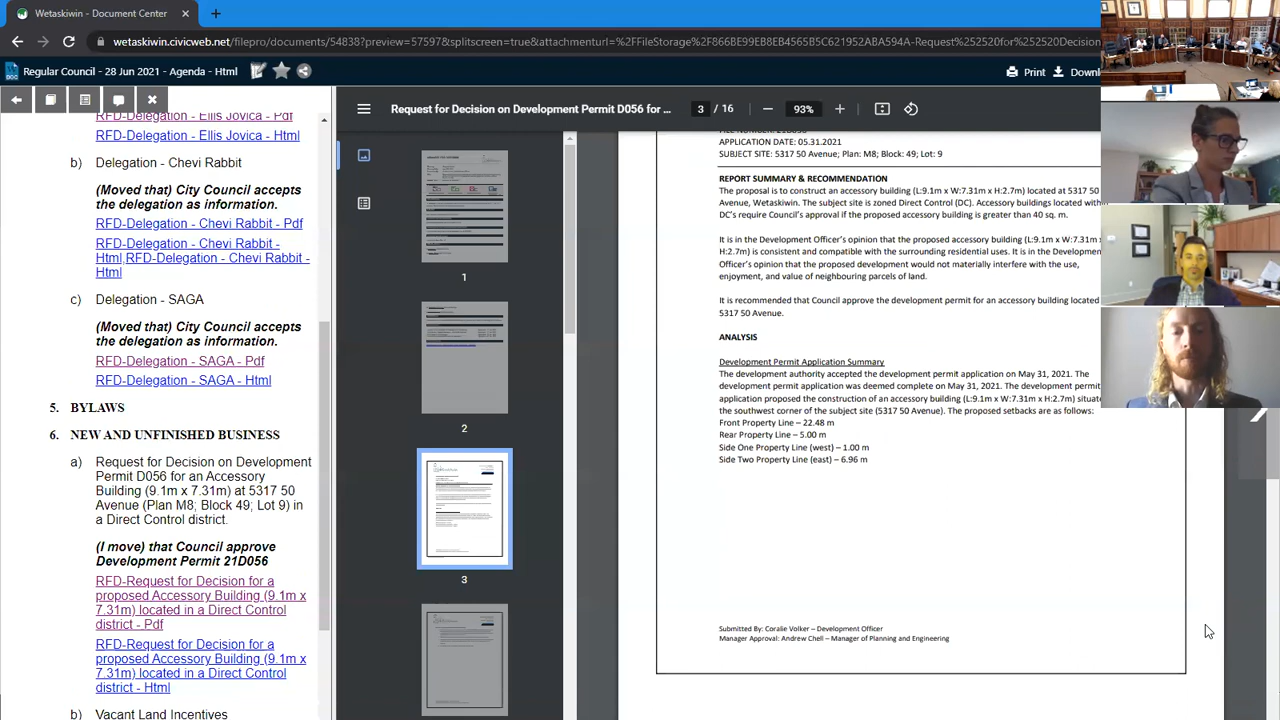 Wetaskiwin - Document Center
wetaskiwin.civicweb.net/filepro/documents/54838?preview=57597&splitscreen=true&attachmenturl=%2FFileStorage%2F866BE99EB8EB4565B5C621952ABA594A-Request%252520for%252520Decision
Regular Council - 28 Jun 2021 - Agenda - Html
Print
Downl
RFD-Delegation - Ellis Jovica - Pdf
RFD-Delegation - Ellis Jovica - Html
b) Delegation - Chevi Rabbit
(Moved that) City Council accepts
the delegation as information.
RFD-Delegation - Chevi Rabbit - Pdf
RFD-Delegation - Chevi Rabbit -
Html,RFD-Delegation - Chevi Rabbit -
Html
c) Delegation - SAGA
(Moved that) City Council accepts
the delegation as information.
RFD-Delegation - SAGA - Pdf
RFD-Delegation - SAGA - Html
5. BYLAWS
6. NEW AND UNFINISHED BUSINESS
a) Request for Decision on Development
Permit D056 for an Accessory
Building (9.1m x 7.31m) at 5317 50
Avenue (Plan M8; Block 49; Lot 9) in
a Direct Control district.
(I move) that Council approve
Development Permit 21D056
RFD-Request for Decision for a
proposed Accessory Building (9.1m x
7.31m) located in a Direct Control
district - Pdf
RFD-Request for Decision for a
proposed Accessory Building (9.1m x
7.31m) located in a Direct Control
district - Html
b) Vacant Land Incentives
Request for Decision on Development Permit D056 for ...
3 / 16
93%
1
2
3
APPLICATION DATE: 05.31.2021
SUBJECT SITE: 5317 50 Avenue; Plan: M8; Block: 49; Lot: 9
REPORT SUMMARY & RECOMMENDATION
The proposal is to construct an accessory building (L:9.1m x W:7.31m x H:2.7m) located at 5317 50
Avenue, Wetaskiwin. The subject site is zoned Direct Control (DC). Accessory buildings located with
DC's require Council's approval if the proposed accessory building is greater than 40 sq. m.
It is in the Development Officer's opinion that the proposed accessory building (L:9.1m x W:7.31m x
H:2.7m) is consistent and compatible with the surrounding residential uses. It is in the Developmen
Officer's opinion that the proposed development would not materially interfere with the use,
enjoyment, and value of neighbouring parcels of land.
It is recommended that Council approve the development permit for an accessory building located
5317 50 Avenue.
ANALYSIS
Development Permit Application Summary
The development authority accepted the development permit application on May 31, 2021. The
development permit application was deemed complete on May 31, 2021. The development permit
application proposed the construction of an accessory building (L:9.1m x W:7.31m x H:2.7m) situate
the southwest corner of the subject site (5317 50 Avenue). The proposed setbacks are as follows:
Front Property Line – 22.48 m
Rear Property Line – 5.00 m
Side One Property Line (west) – 1.00 m
Side Two Property Line (east) – 6.96 m
Submitted By: Coralie Volker – Development Officer
Manager Approval: Andrew Chell – Manager of Planning and Engineering